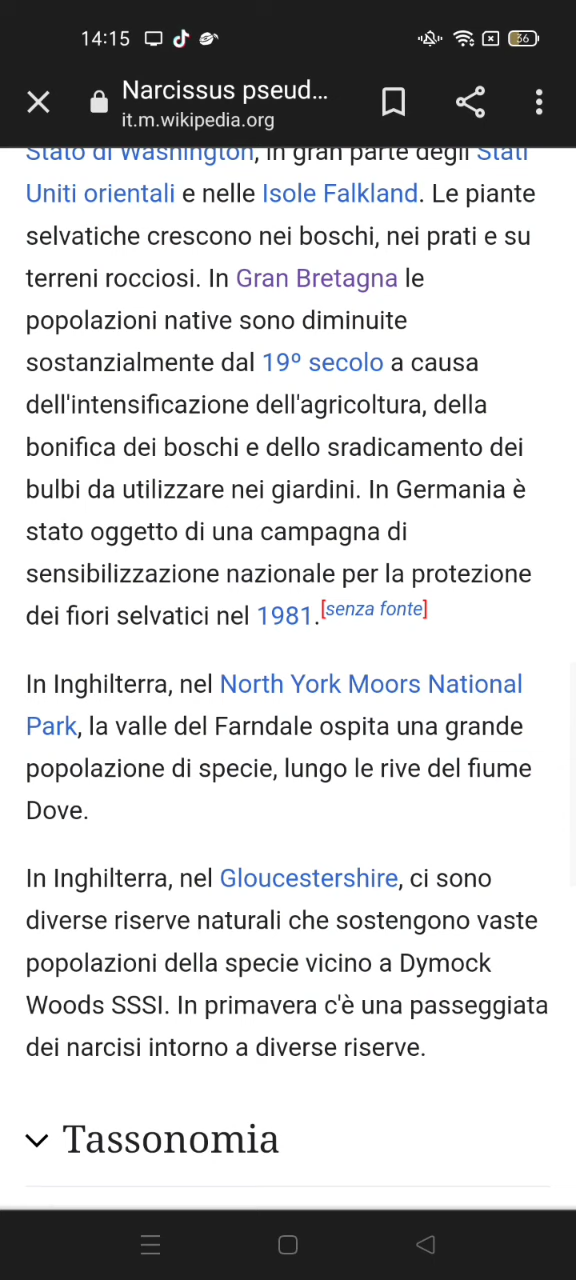 14:15
36
Narcissus pseud...
it.m.wikipedia.org
Stato di Washington, in gran parte degli Stati
Uniti orientali e nelle Isole Falkland. Le piante
selvatiche crescono nei boschi, nei prati e su
terreni rocciosi. In Gran Bretagna le
popolazioni native sono diminuite
sostanzialmente dal 19º secolo a causa
dell'intensificazione dell'agricoltura, della
bonifica dei boschi e dello sradicamento dei
bulbi da utilizzare nei giardini. In Germania è
stato oggetto di una campagna di
sensibilizzazione nazionale per la protezione
dei fiori selvatici nel 1981.[senza fonte]
In Inghilterra, nel North York Moors National
Park, la valle del Farndale ospita una grande
popolazione di specie, lungo le rive del fiume
Dove.
In Inghilterra, nel Gloucestershire, ci sono
diverse riserve naturali che sostengono vaste
popolazioni della specie vicino a Dymock
Woods SSSI. In primavera c'è una passeggiata
dei narcisi intorno a diverse riserve.
Tassonomia